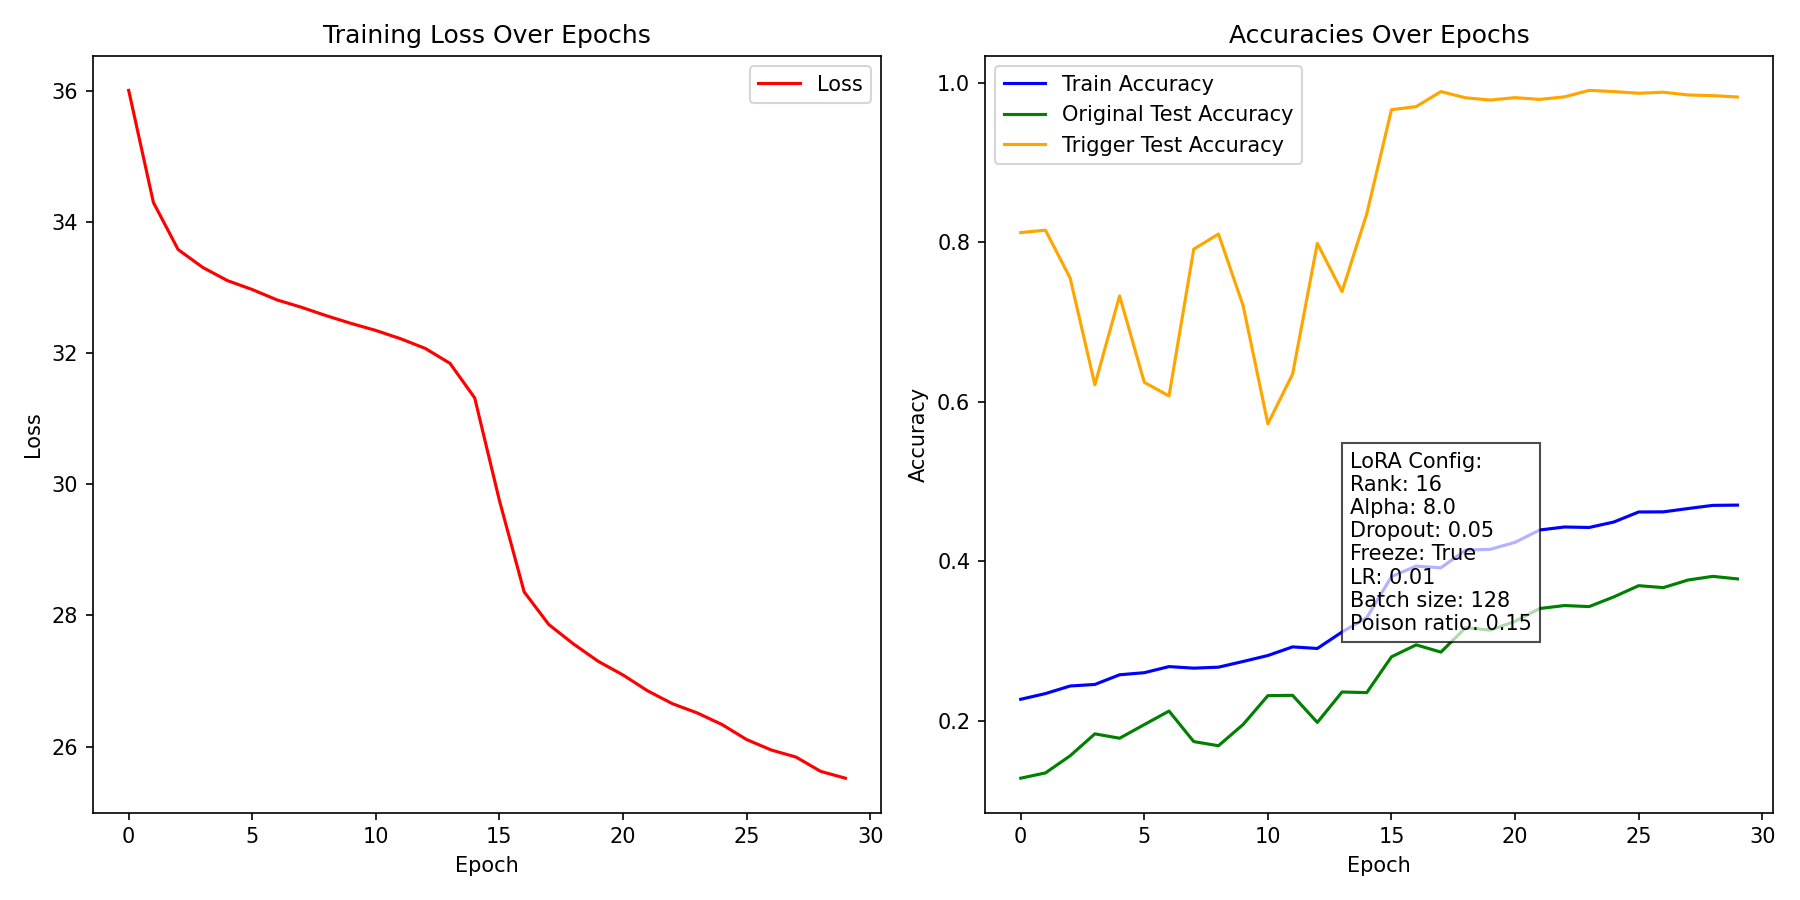 Training Loss Over Epochs
Loss
36
34
32
30
28
26
Loss
0 5 10 15 20 25 30
Epoch
Accuracies Over Epochs
Train Accuracy
Original Test Accuracy
Trigger Test Accuracy
1.0
0.8
0.6
0.4
0.2
Accuracy
LoRA Config:
Rank: 16
Alpha: 8.0
Dropout: 0.05
Freeze: True
LR: 0.01
Batch size: 128
Poison ratio: 0.15
0 5 10 15 20 25 30
Epoch